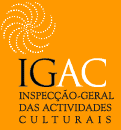 IGAC
INSPECÇÃO-GERAL
DAS ACTIVIDADES
CULTURAIS